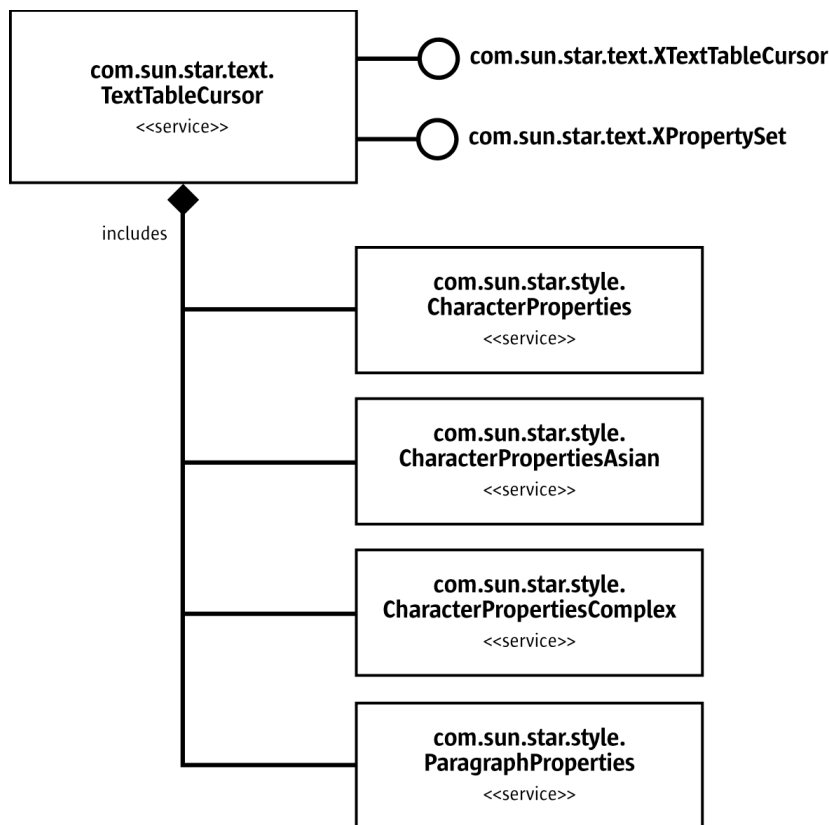 com.sun.star.text.
TextTableCursor
<<service>>
com.sun.star.text.XTextTableCursor
com.sun.star.text.XPropertySet
includes
com.sun.star.style.
CharacterProperties
<<service>>
com.sun.star.style.
CharacterPropertiesAsian
<<service>>
com.sun.star.style.
CharacterPropertiesComplex
<<service>>
com.sun.star.style.
ParagraphProperties
<<service>>